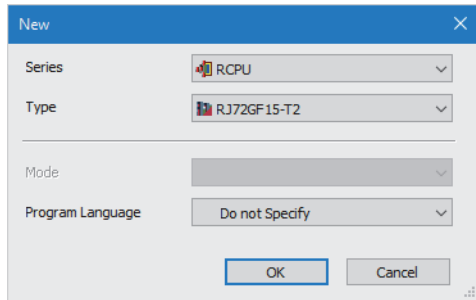 New
Series RCPU
Type RJ72GF15-T2
Mode
Program Language Do not Specify
OK Cancel